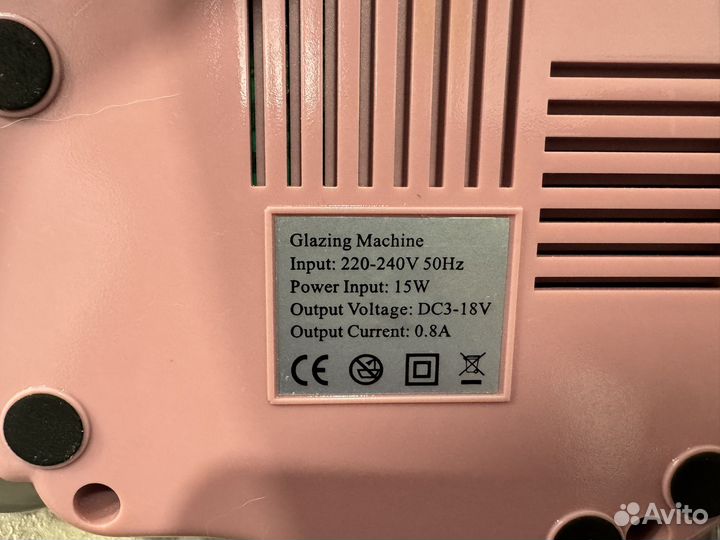 Glazing Machine
Input: 220-240V 50Hz
Power Input: 15W
Output Voltage: DC3-18V
Output Current: 0.8A
CE
Avito